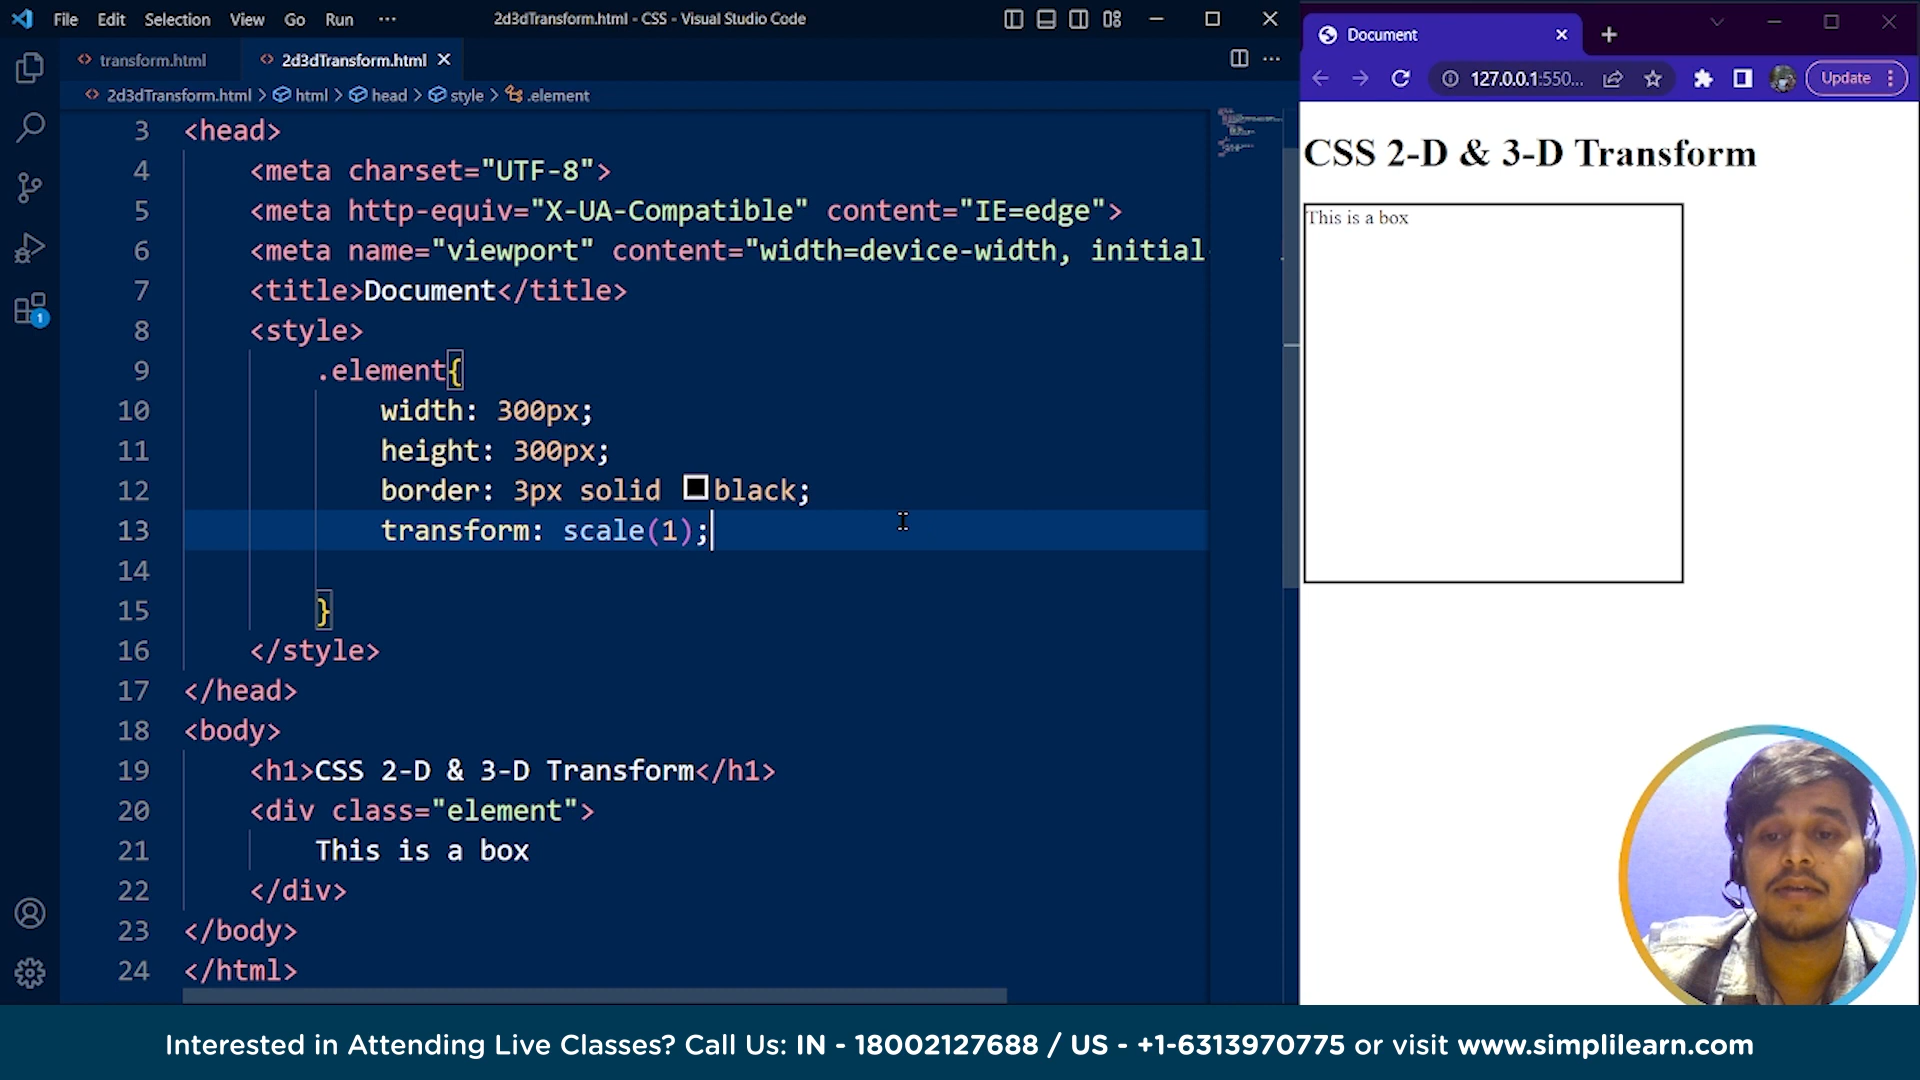 File Edit Selection View Go Run ··· 2d3dTransform.html - CSS - Visual Studio Code
transform.html 2d3dTransform.html
2d3dTransform.html > html > head > style > .element
3 <head>
4 <meta charset="UTF-8">
5 <meta http-equiv="X-UA-Compatible" content="IE=edge">
6 <meta name="viewport" content="width=device-width, initial-
7 <title>Document</title>
8 <style>
9 .element{
10 width: 300px;
11 height: 300px;
12 border: 3px solid black;
13 transform: scale(1);
14
15 }
16 </style>
17 </head>
18 <body>
19 <h1>CSS 2-D & 3-D Transform</h1>
20 <div class="element">
21 This is a box
22 </div>
23 </body>
24 </html>
1
Document
127.0.0.1:550... Update
CSS 2-D & 3-D Transform
This is a box
Interested in Attending Live Classes? Call Us: IN - 18002127688 / US - +1-6313970775 or visit www.simplilearn.com